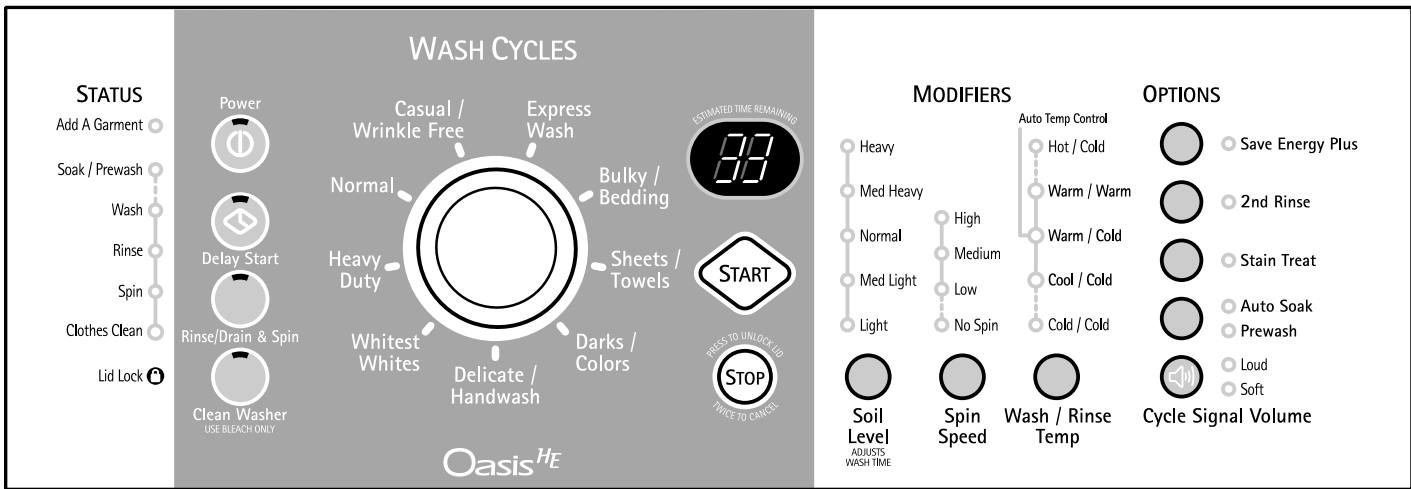 WASH CYCLES
STATUS
Add A Garment
Soak / Prewash
Wash
Rinse
Spin
Clothes Clean
Lid Lock
Power
Delay Start
Rinse/Drain & Spin
Clean Washer
USE BLEACH ONLY
Casual /
Wrinkle Free
Express
Wash
Normal
Bulky /
Bedding
Heavy
Duty
Sheets /
Towels
Whitest
Whites
Darks /
Colors
Delicate /
Handwash
Oasis HE
ESTIMATED TIME REMAINING
33
START
PRESS TO UNLOCK LID
STOP
TWICE TO CANCEL
MODIFIERS
Heavy
Med Heavy
Normal
Med Light
Light
Soil
Level
ADJUSTS
WASH TIME
High
Medium
Low
No Spin
Spin
Speed
Auto Temp Control
Hot / Cold
Warm / Warm
Warm / Cold
Cool / Cold
Cold / Cold
Wash / Rinse
Temp
OPTIONS
Save Energy Plus
2nd Rinse
Stain Treat
Auto Soak
Prewash
Loud
Soft
Cycle Signal Volume